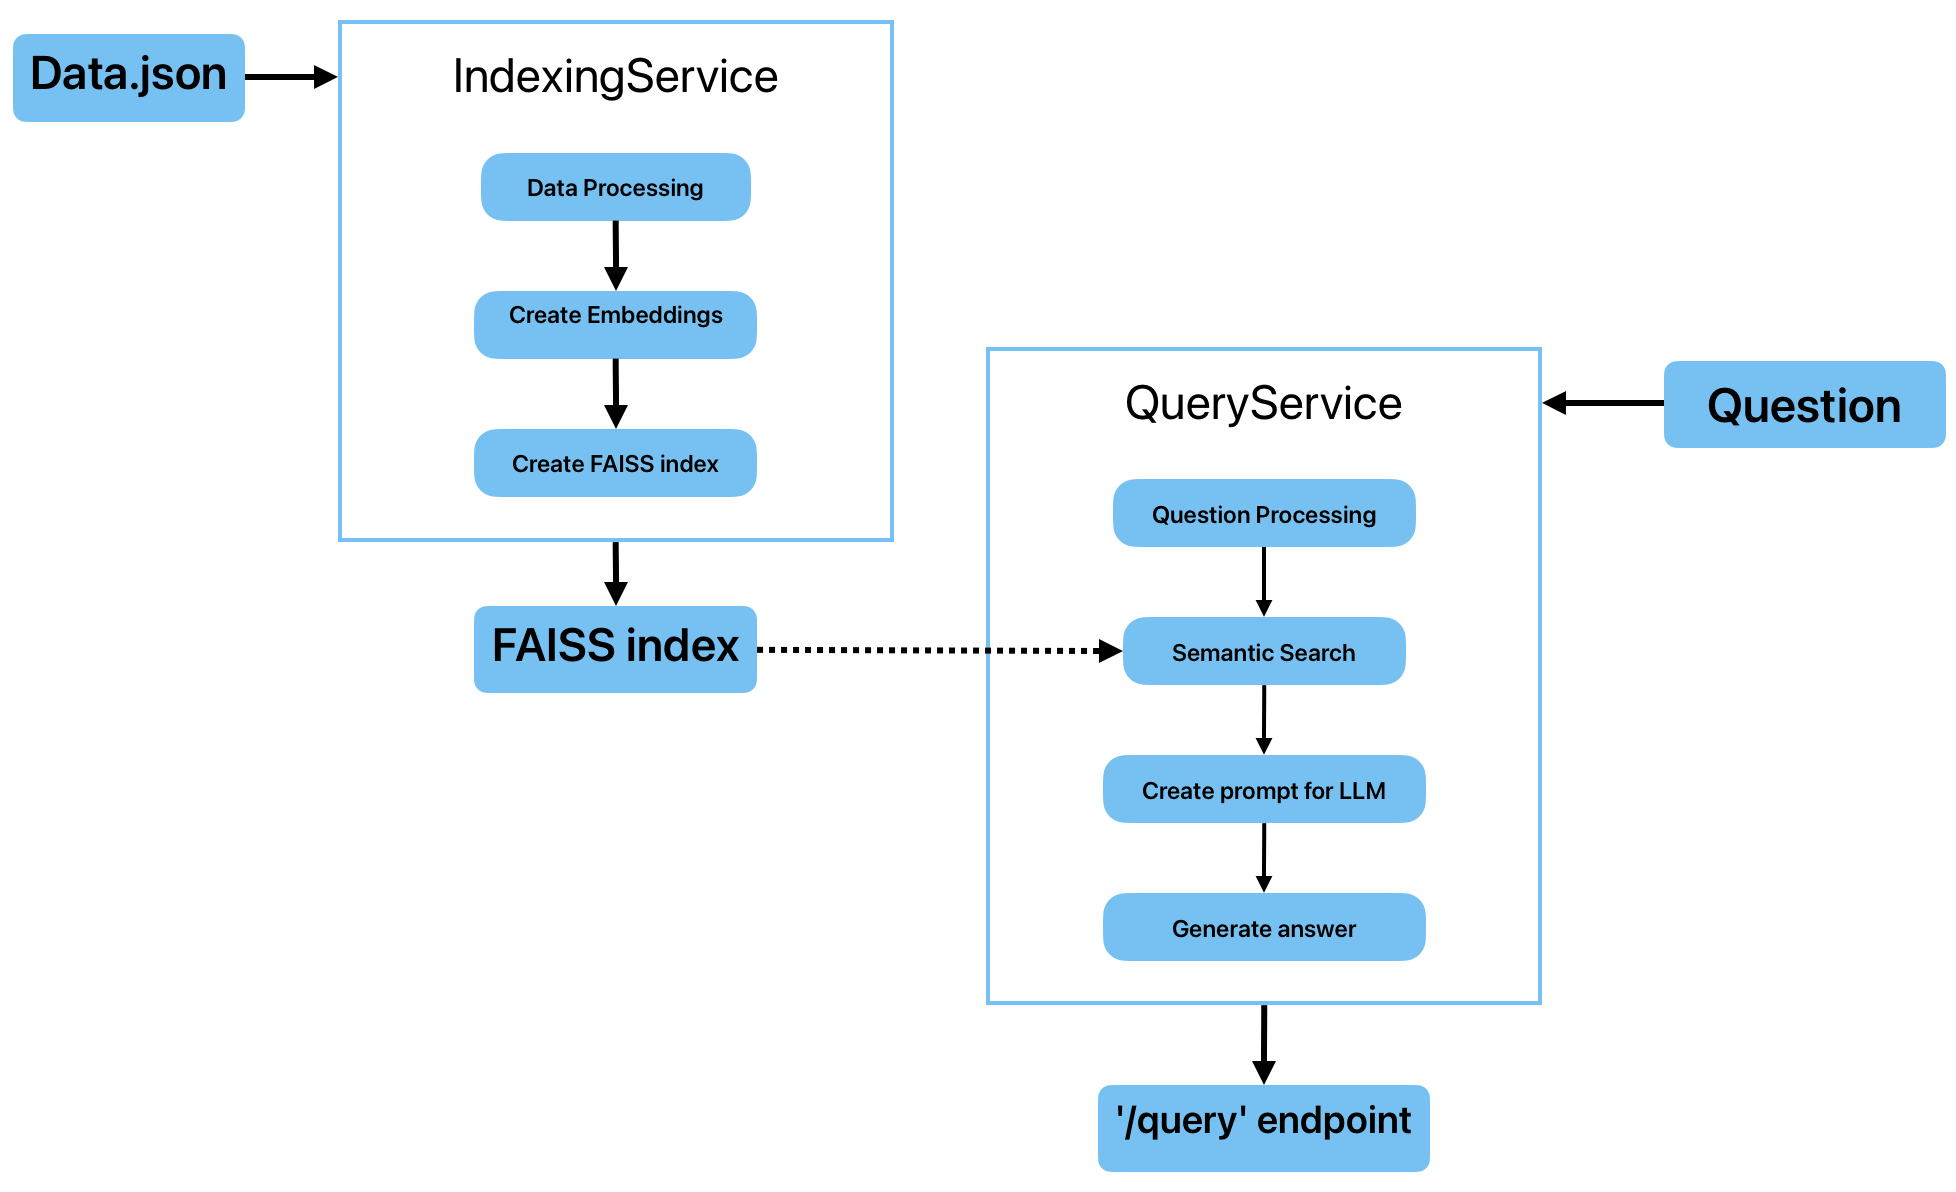 Data.json
IndexingService
Data Processing
Create Embeddings
Create FAISS index
FAISS index
QueryService
Question
Question Processing
Semantic Search
Create prompt for LLM
Generate answer
'/query' endpoint